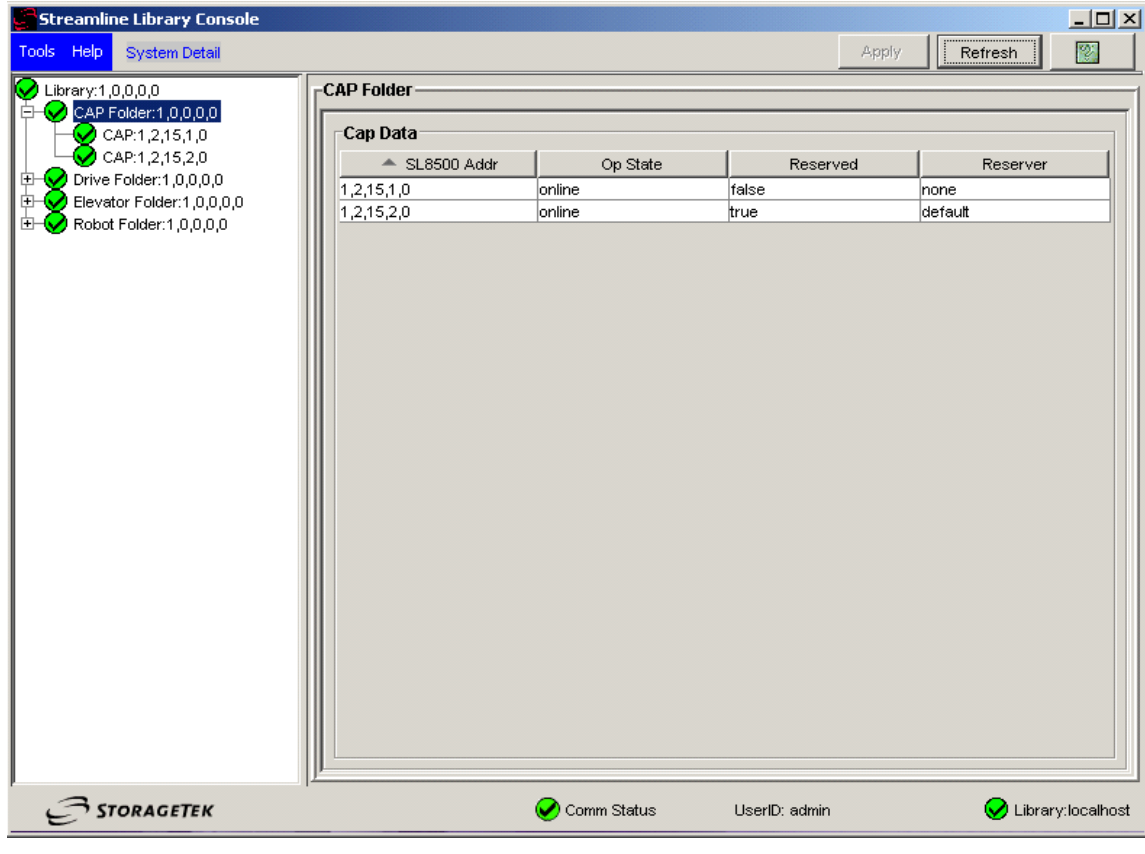 Streamline Library Console
Tools Help System Detail Apply Refresh
Library:1,0,0,0,0
CAP Folder:1,0,0,0,0
CAP:1,2,15,1,0
CAP:1,2,15,2,0
Drive Folder:1,0,0,0,0
Elevator Folder:1,0,0,0,0
Robot Folder:1,0,0,0,0
CAP Folder
Cap Data
SL8500 Addr Op State Reserved Reserver
1,2,15,1,0 online false none
1,2,15,2,0 online true default
STORAGETEK Comm Status UserID: admin Library:localhost